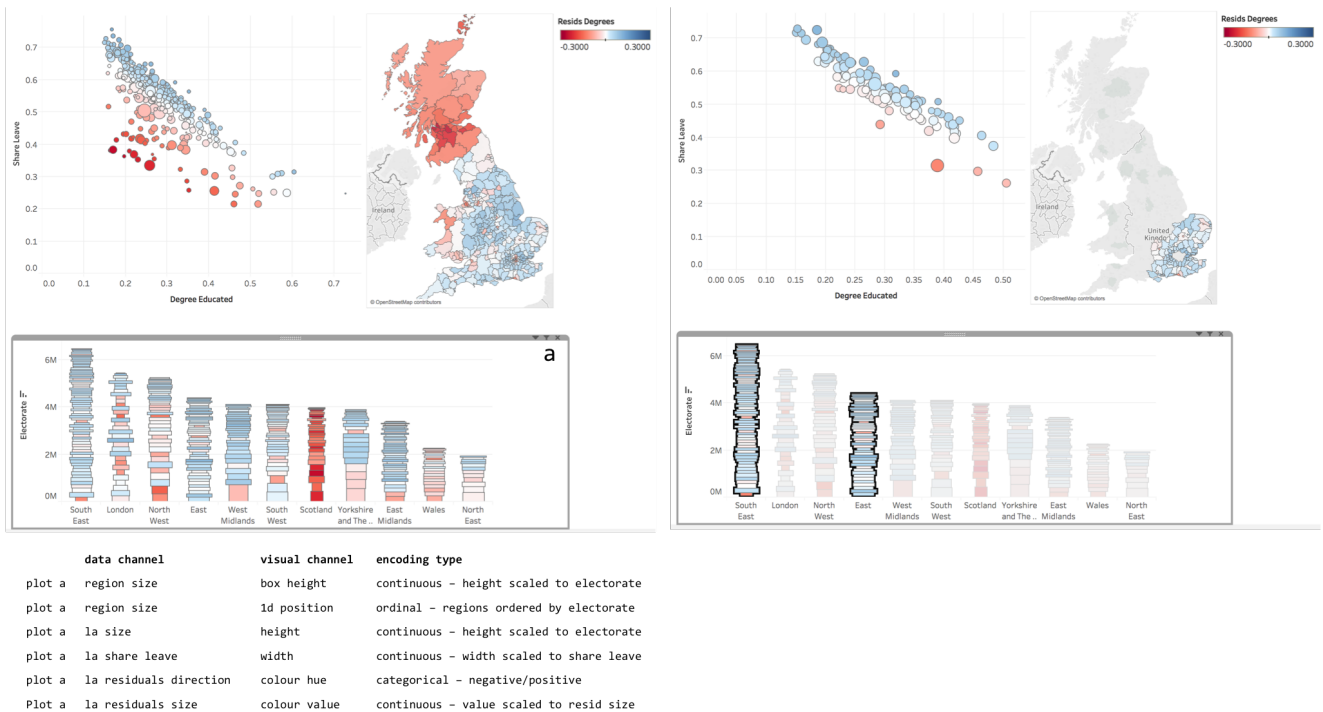 Resids Degrees
-0.3000 0.3000
0.7
0.6
0.5
0.4
0.3
0.2
0.1
0.0
Share Leave
0.0 0.1 0.2 0.3 0.4 0.5 0.6 0.7
Degree Educated
Ireland
© OpenStreetMap contributors
Resids Degrees
-0.3000 0.3000
0.7
0.6
0.5
0.4
0.3
0.2
0.1
0.0
Share Leave
0.00 0.05 0.10 0.15 0.20 0.25 0.30 0.35 0.40 0.45 0.50
Degree Educated
Ireland
United
Kingdo
© OpenStreetMap contributors
a
6M
4M
2M
0M
Electorate
South East London North West East West Midlands South West Scotland Yorkshire and The .. East Midlands Wales North East
6M
4M
2M
0M
Electorate
South East London North West East West Midlands South West Scotland Yorkshire and The .. East Midlands Wales North East
data channel visual channel encoding type
plot a region size box height continuous – height scaled to electorate
plot a region size 1d position ordinal – regions ordered by electorate
plot a la size height continuous – height scaled to electorate
plot a la share leave width continuous – width scaled to share leave
plot a la residuals direction colour hue categorical – negative/positive
Plot a la residuals size colour value continuous – value scaled to resid size